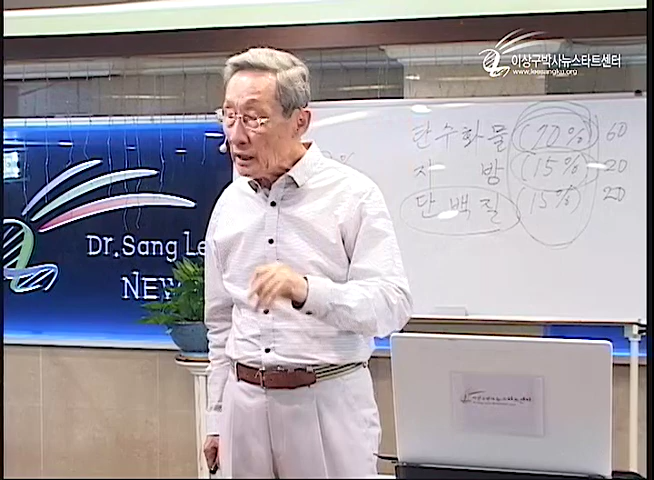 이상구박사뉴스타트센터
www.leesangku.org
탄수화물 (70%) 60
지 방 (15%) 20
단백질 (15%) 20
Dr.Sang Le
NEW